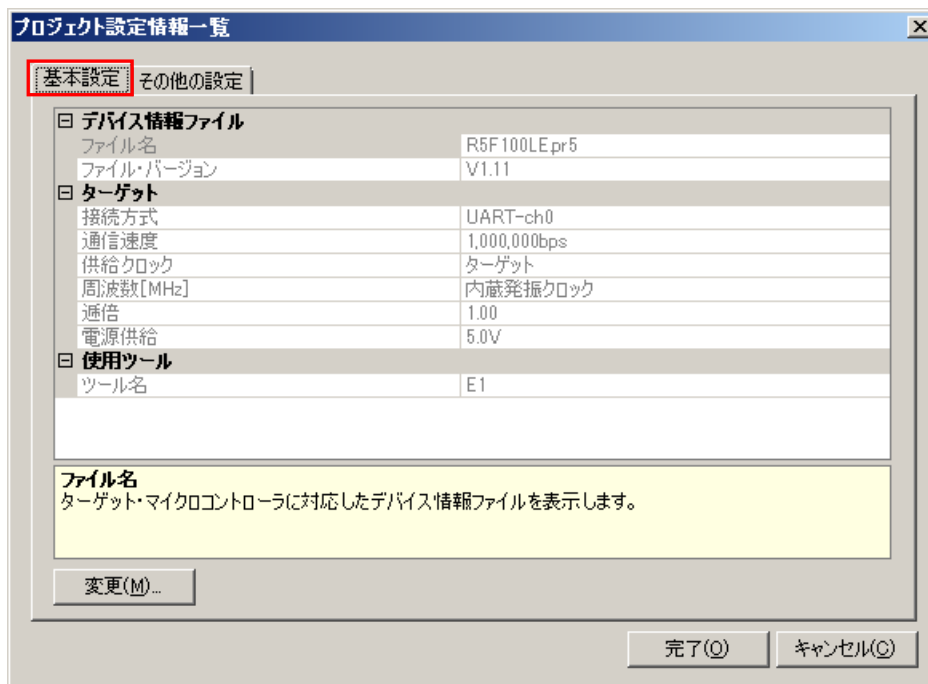 プロジェクト設定情報一覧
基本設定 その他の設定
デバイス情報ファイル
ファイル名 R5F100LE.pr5
ファイル・バージョン V1.11
ターゲット
接続方式 UART-ch0
通信速度 1,000,000bps
供給クロック ターゲット
周波数[MHz] 内蔵発振クロック
逓倍 1.00
電源供給 5.0V
使用ツール
ツール名 E1
ファイル名
ターゲット・マイクロコントローラに対応したデバイス情報ファイルを表示します。
変更(M)...
完了(O) キャンセル(C)